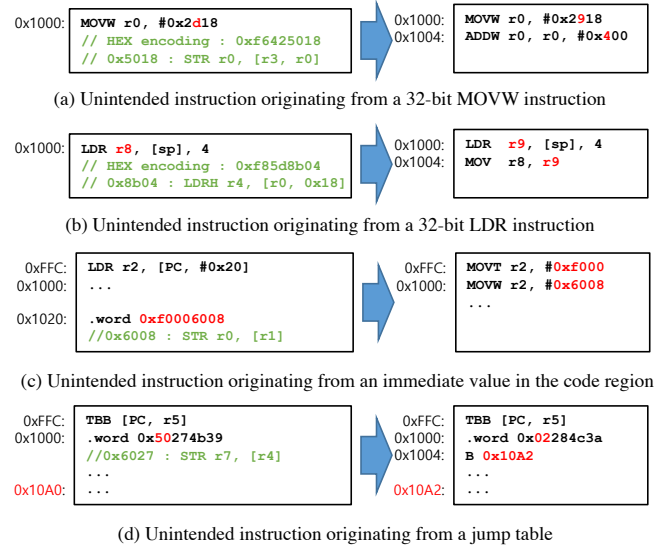 0x1000: MOVW r0, #0x2d18
// HEX encoding : 0xf6425018
// 0x5018 : STR r0, [r3, r0]
0x1000: MOVW r0, #0x2918
0x1004: ADDW r0, r0, #0x400
(a) Unintended instruction originating from a 32-bit MOVW instruction
0x1000: LDR r8, [sp], 4
// HEX encoding : 0xf85d8b04
// 0x8b04 : LDRH r4, [r0, 0x18]
0x1000: LDR r9, [sp], 4
0x1004: MOV r8, r9
(b) Unintended instruction originating from a 32-bit LDR instruction
0xFFC: LDR r2, [PC, #0x20]
0x1000: ...
0x1020: .word 0xf0006008
//0x6008 : STR r0, [r1]
0xFFC: MOVT r2, #0xf000
0x1000: MOVW r2, #0x6008
...
(c) Unintended instruction originating from an immediate value in the code region
0xFFC: TBB [PC, r5]
0x1000: .word 0x50274b39
//0x6027 : STR r7, [r4]
...
0x10A0: ...
0xFFC: TBB [PC, r5]
0x1000: .word 0x02284c3a
0x1004: B 0x10A2
...
0x10A2: ...
(d) Unintended instruction originating from a jump table